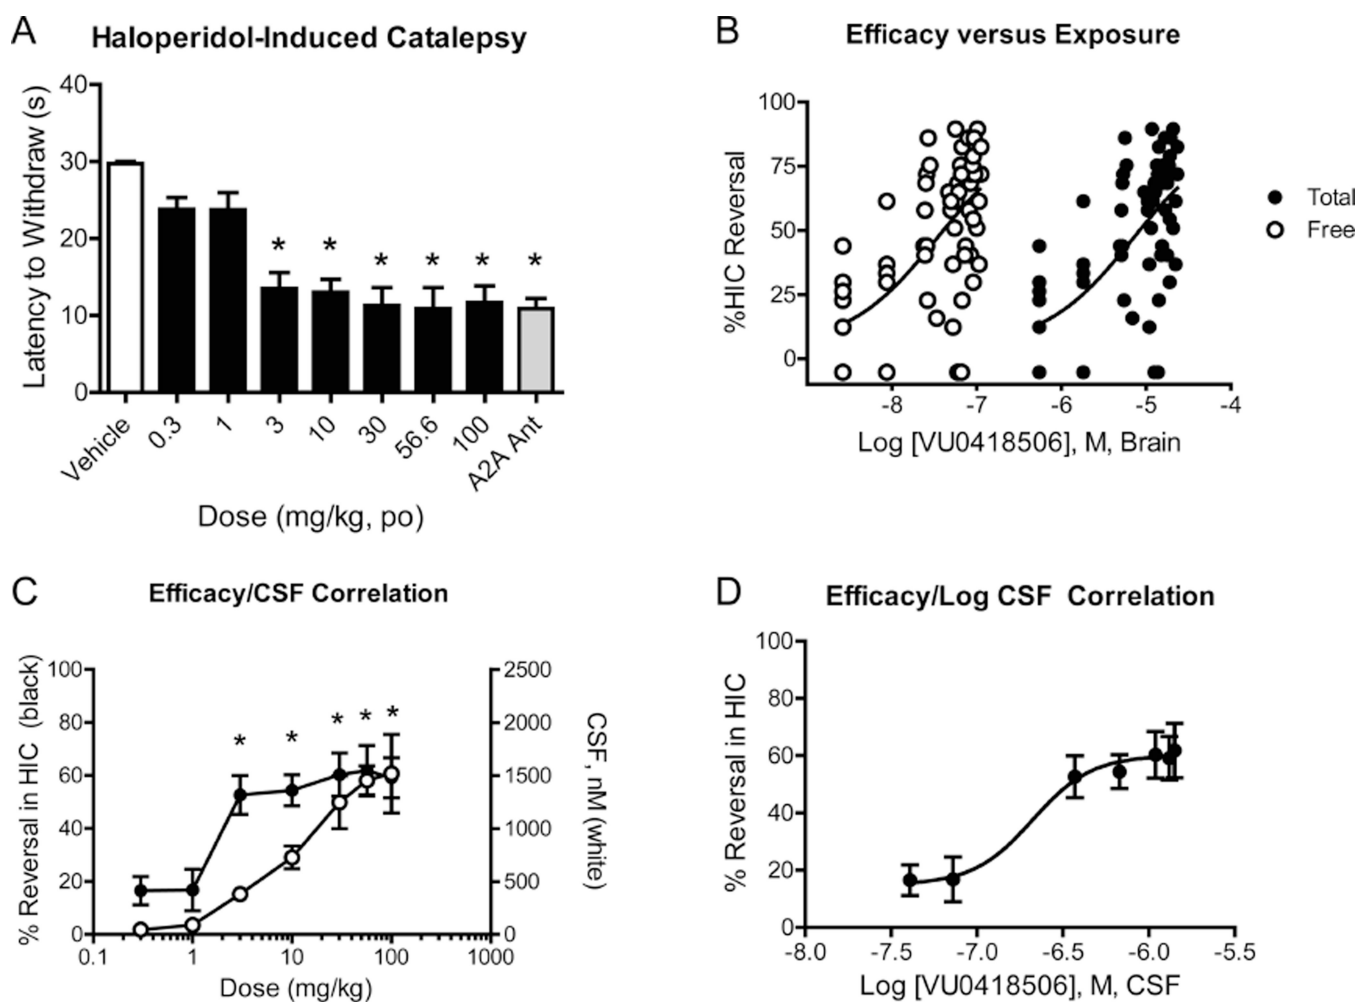 A
Haloperidol-Induced Catalepsy
Latency to Withdraw (s)
40
30
20
10
0
* * * * * *
Vehicle 0.3 1 3 10 30 56.6 100 A2A Ant
Dose (mg/kg, po)
B
Efficacy versus Exposure
%HIC Reversal
100
75
50
25
0
-8 -7 -6 -5 -4
Log [VU0418506], M, Brain
Total
Free
C
Efficacy/CSF Correlation
% Reversal in HIC (black)
100
80
60
40
20
0
* * * * *
2500
2000
1500
1000
500
0
CSF, nM (white)
0.1 1 10 100 1000
Dose (mg/kg)
D
Efficacy/Log CSF Correlation
% Reversal in HIC
100
80
60
40
20
0
-8.0 -7.5 -7.0 -6.5 -6.0 -5.5
Log [VU0418506], M, CSF